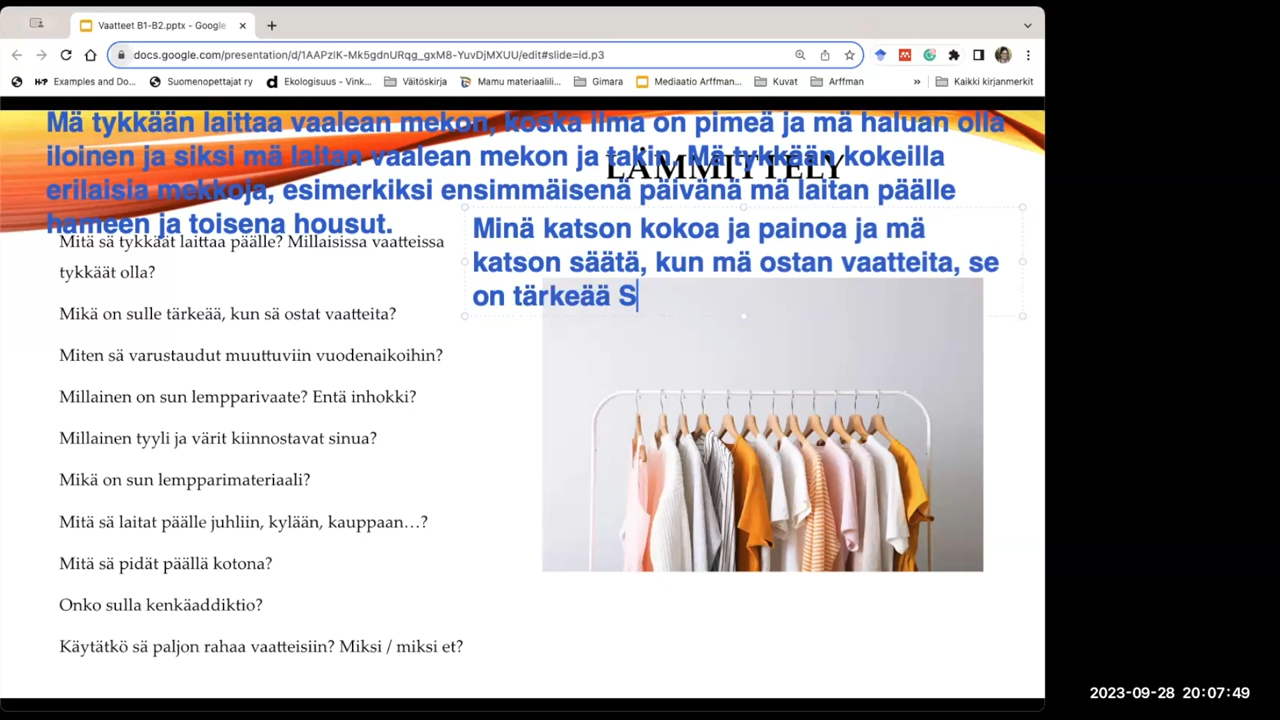 Vaatteet B1-B2.pptx - Google
docs.google.com/presentation/d/1AAPzIK-Mk5gdnURqg_gxM8-YuvDjMXUU/edit#slide=id.p3
Examples and Do...
Suomenopettajat ry
Ekologisuus - Vink...
Väitöskirja
Mamu materiaalili...
Gimara
Mediaatio Arffman...
Kuvat
Arffman
»
Kaikki kirjanmerkit
Mä tykkään laittaa vaalean mekon, koska ilma on pimeä ja mä haluan olla
iloinen ja siksi mä laitan vaalean mekon ja takin. Mä tykkään kokeilla
erilaisia mekkoja, esimerkiksi ensimmäisenä päivänä mä laitan päälle
hameen ja toisena housut.
LÄMMITTELY
Minä katson kokoa ja painoa ja mä
katson säätä, kun mä ostan vaatteita, se
on tärkeää S
Mitä sä tykkäät laittaa päälle? Millaisissa vaatteissa
tykkäät olla?
Mikä on sulle tärkeää, kun sä ostat vaatteita?
Miten sä varustaudut muuttuviin vuodenaikoihin?
Millainen on sun lempparivaate? Entä inhokki?
Millainen tyyli ja värit kiinnostavat sinua?
Mikä on sun lempparimateriaali?
Mitä sä laitat päälle juhliin, kylään, kauppaan…?
Mitä sä pidät päällä kotona?
Onko sulla kenkäaddiktio?
Käytätkö sä paljon rahaa vaatteisiin? Miksi / miksi et?
2023-09-28 20:07:49